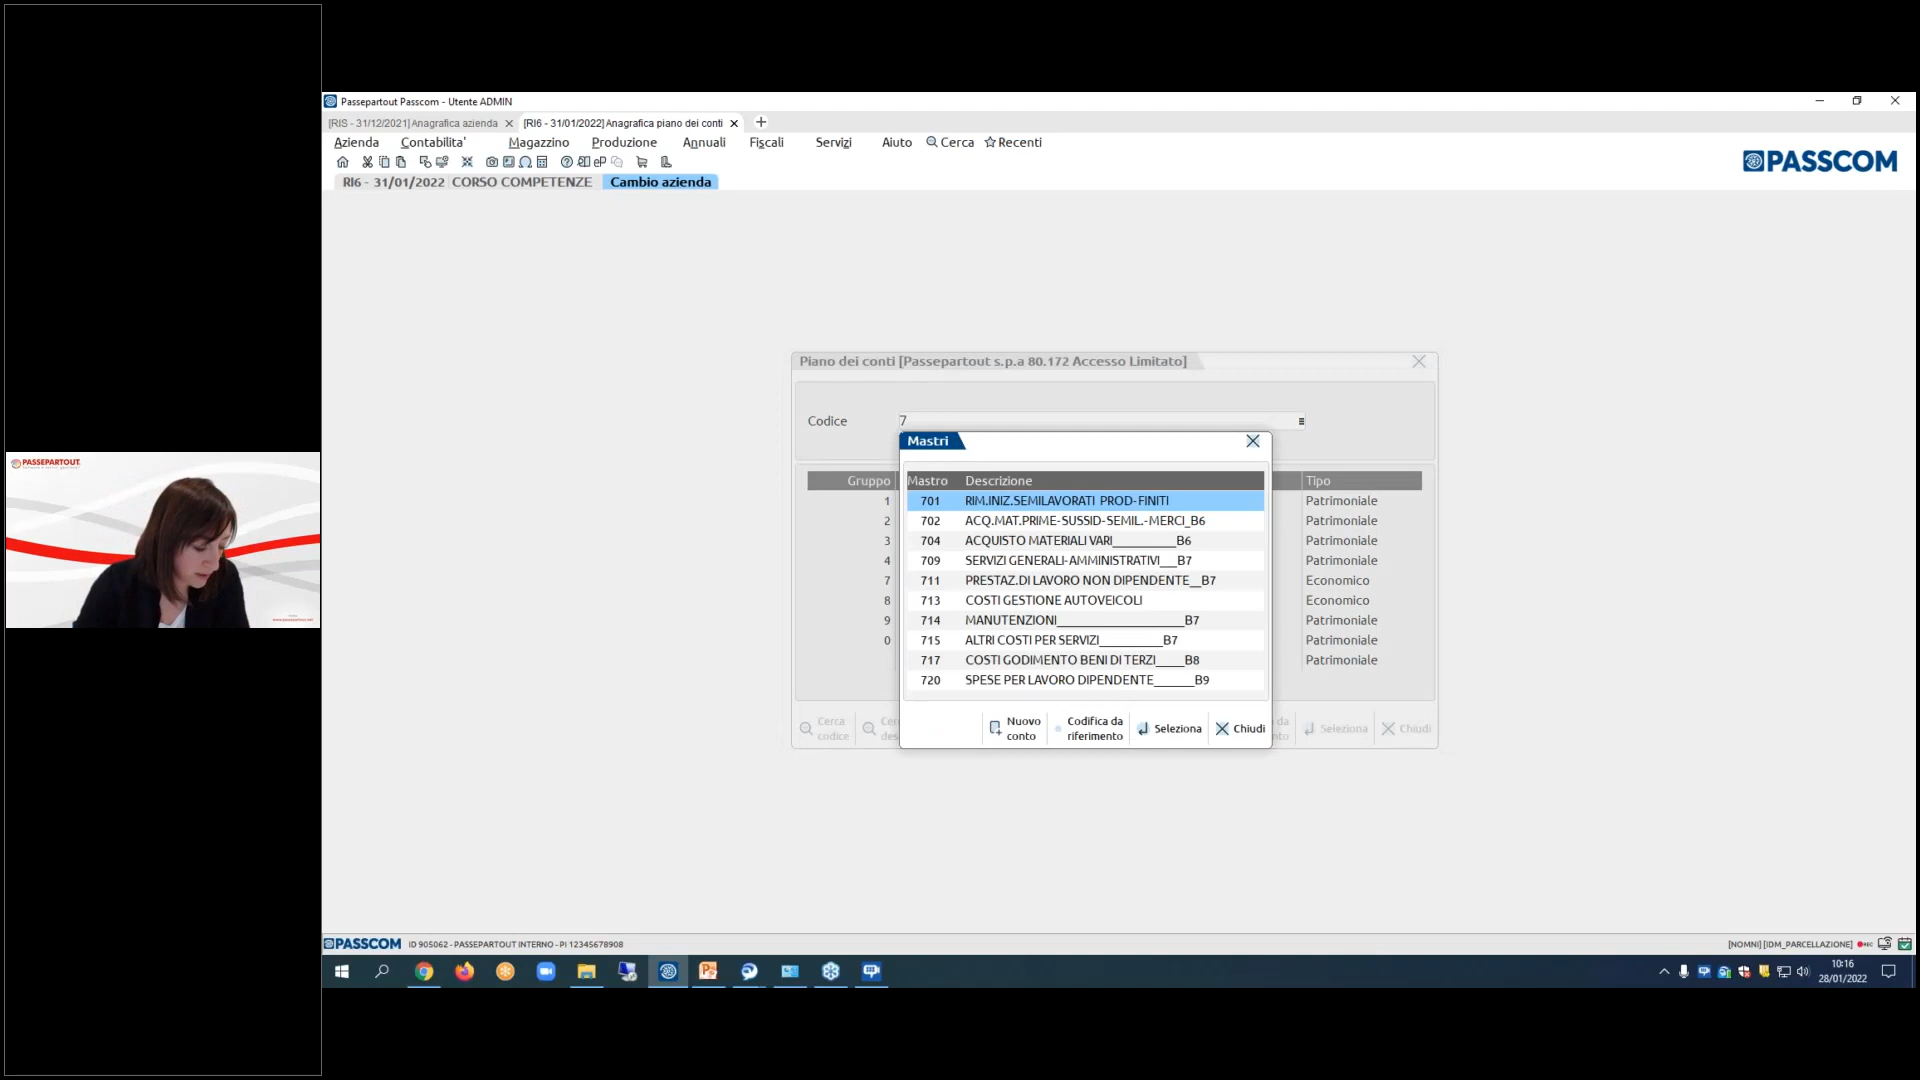 Passepartout Passcom - Utente ADMIN
[RIS - 31/12/2021] Anagrafica azienda
[RI6 - 31/01/2022] Anagrafica piano dei conti
Azienda Contabilita' Magazzino Produzione Annuali Fiscali Servizi Aiuto Cerca Recenti
PASSCOM
RI6 - 31/01/2022 CORSO COMPETENZE Cambio azienda
Piano dei conti [Passepartout s.p.a 80.172 Accesso Limitato]
Codice 7
Mastri
Gruppo Mastro Descrizione Tipo
1 701 RIM.INIZ.SEMILAVORATI PROD-FINITI Patrimoniale
2 702 ACQ.MAT.PRIME-SUSSID-SEMIL.-MERCI_B6 Patrimoniale
3 704 ACQUISTO MATERIALI VARI__________B6 Patrimoniale
4 709 SERVIZI GENERALI-AMMINISTRATIVI___B7 Patrimoniale
7 711 PRESTAZ.DI LAVORO NON DIPENDENTE__B7 Economico
8 713 COSTI GESTIONE AUTOVEICOLI Economico
9 714 MANUTENZIONI____________________B7 Patrimoniale
0 715 ALTRI COSTI PER SERVIZI__________B7 Patrimoniale
717 COSTI GODIMENTO BENI DI TERZI_____B8 Patrimoniale
720 SPESE PER LAVORO DIPENDENTE_______B9
Cerca codice
Nuovo conto
Codifica da riferimento
Seleziona
Chiudi
Seleziona
Chiudi
PASSEPARTOUT
PASSCOM ID 905062 - PASSEPARTOUT INTERNO - PI 12345678908
[NOMNI] [IDM_PARCELLAZIONE] REC
10:16
28/01/2022